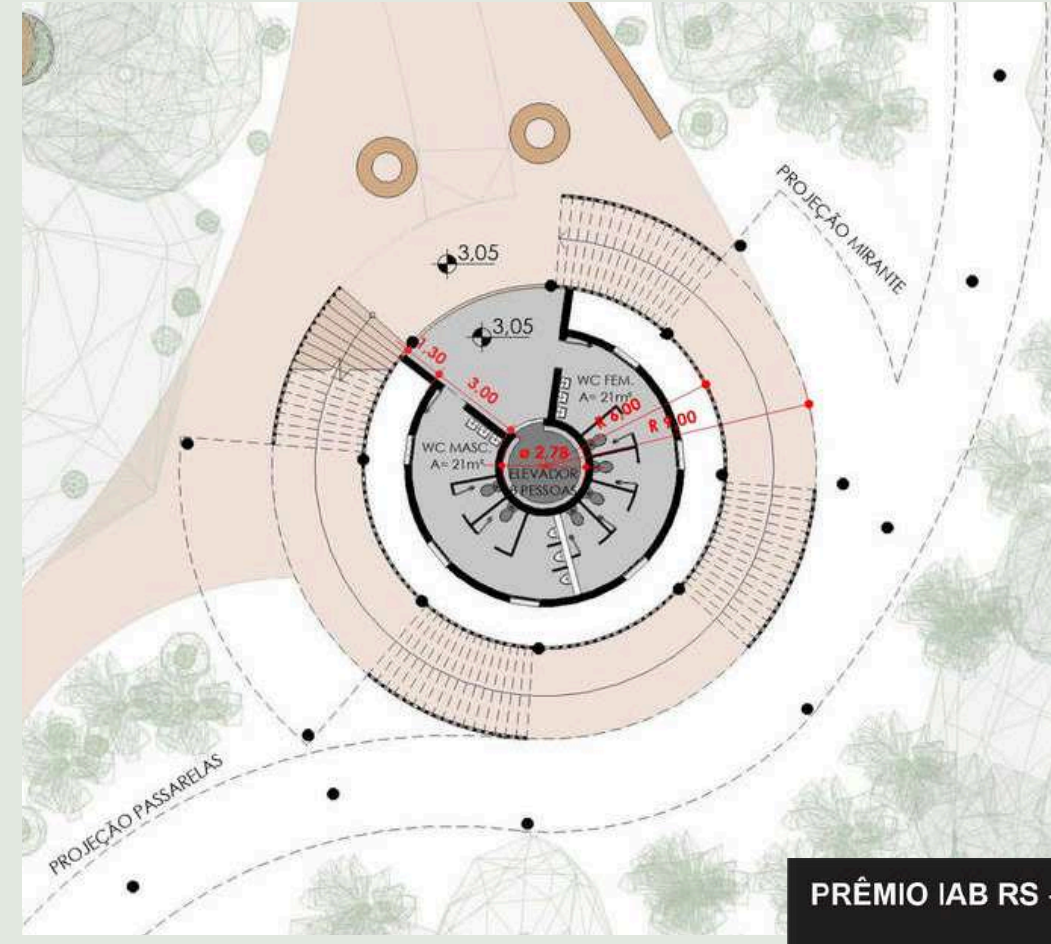 PROJEÇÃO MIRANTE
3,05
3,05
1,30
3.00
WC FEM.
A= 21m²
R 6,00
R 9,00
WC MASC.
A= 21m²
ø 2,78
ELEVADOR
PESSOAS
PROJEÇÃO PASSARELAS
PRÊMIO IAB RS